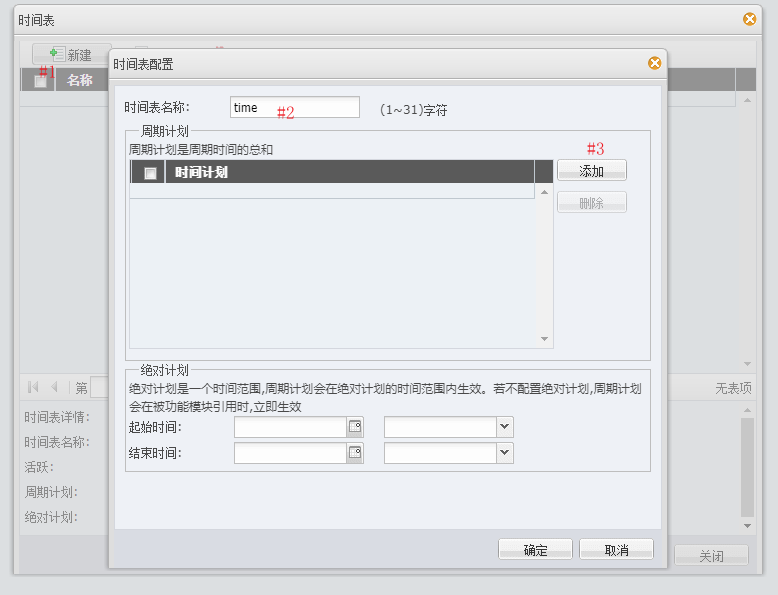 时间表
新建
#1
名称
时间表配置
时间表名称:
time
#2
(1~31)字符
周期计划
周期计划是周期时间的总和
#3
时间计划
添加
删除
绝对计划
绝对计划是一个时间范围,周期计划会在绝对计划的时间范围内生效。若不配置绝对计划,周期计划
会在被功能模块引用时,立即生效
起始时间:
结束时间:
确定
取消
第
无表项
时间表详情:
时间表名称:
活跃:
周期计划:
绝对计划:
关闭